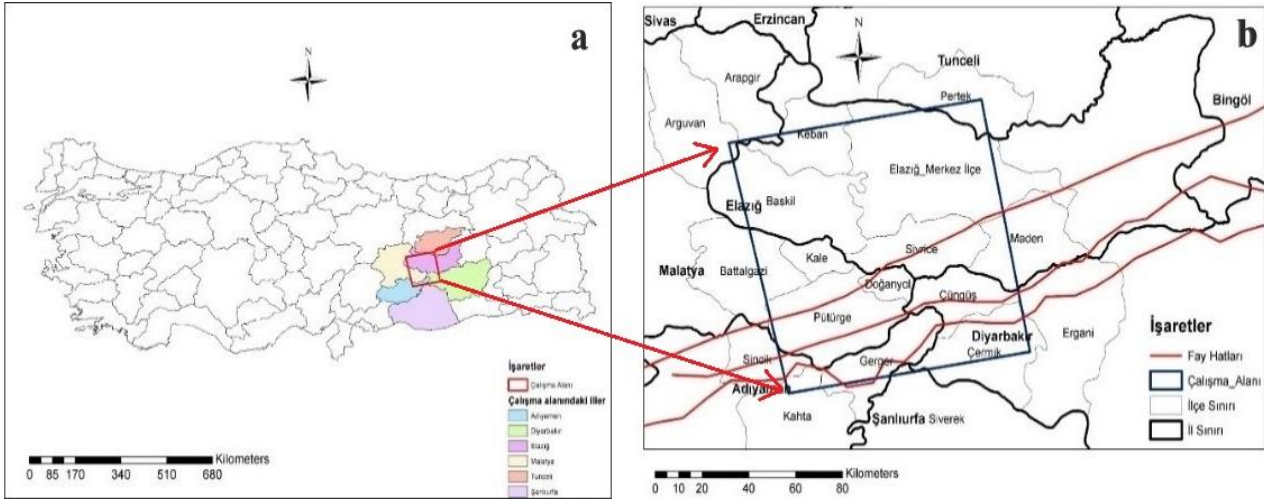 a
N
İşaretler
Çalışma Alanı
Çalışma alanındaki iller
Adıyemen
Diyarbakır
Elazığ
Malatya
Tunceli
Şanlıurfa
Kilometers
0 85 170 340 510 680
b
Sivas
Erzincan
N
Tunceli
Arapgir
Pertek
Bingöl
Arguvan
Keban
Elazığ_Merkez İlçe
Elazığ
Baskil
Sivrice
Maden
Malatya
Battalgazi
Kale
Doğanyol
Çüngüş
Pütürge
Diyarbakır
Ergani
Sincik
Gerger
Çermik
Adıyaman
Kahta
Şanlıurfa
Siverek
İşaretler
Fay Hatları
Çalışma_Alanı
İlçe Sınırı
İl Sınırı
Kilometers
0 10 20 40 60 80